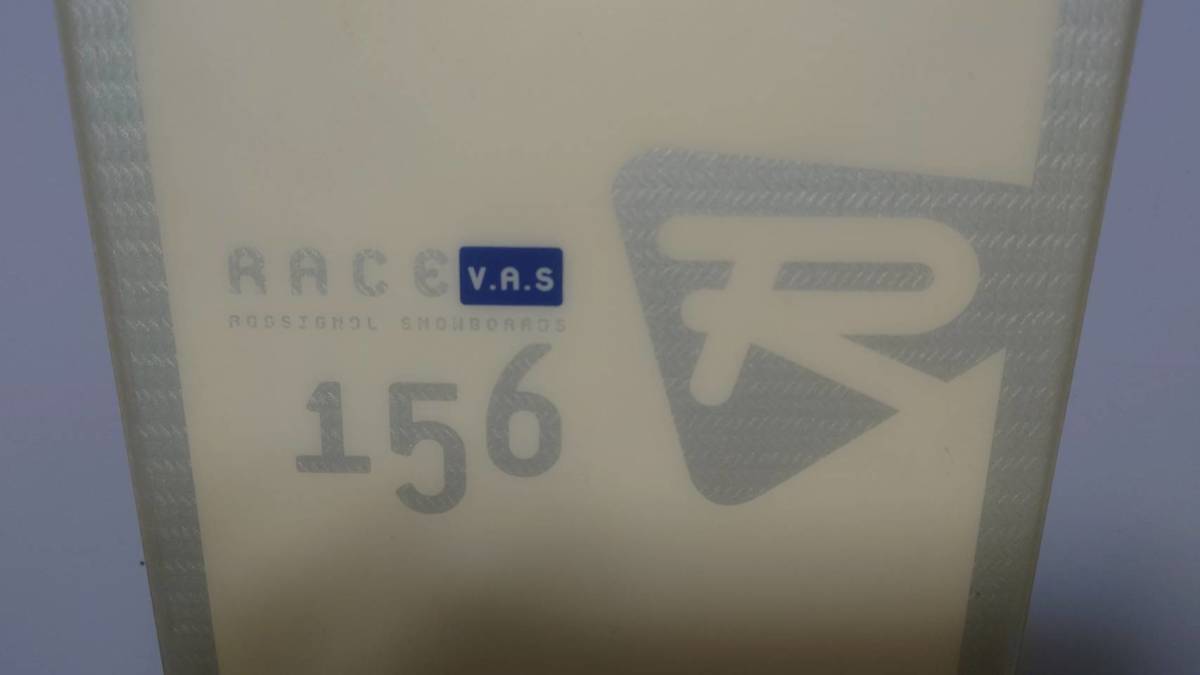 RACE V.A.S
ROSSIGNOL SNOWBOARDS
156
R